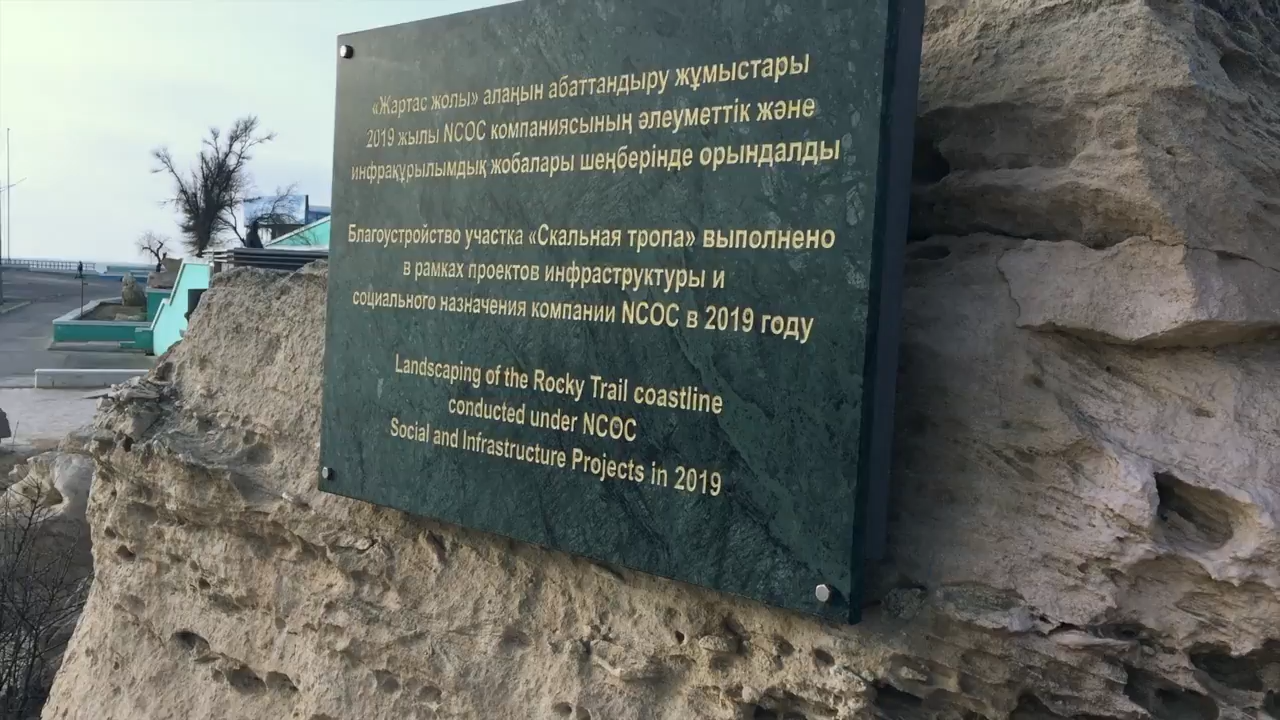 «Жартас жолы» алаңын абаттандыру жұмыстары
2019 жылы NCOC компаниясының әлеуметтік және
инфрақұрылымдық жобалары шеңберінде орындалды
Благоустройство участка «Скальная тропа» выполнено
в рамках проектов инфраструктуры и
социального назначения компании NCOC в 2019 году
Landscaping of the Rocky Trail coastline
conducted under NCOC
Social and Infrastructure Projects in 2019